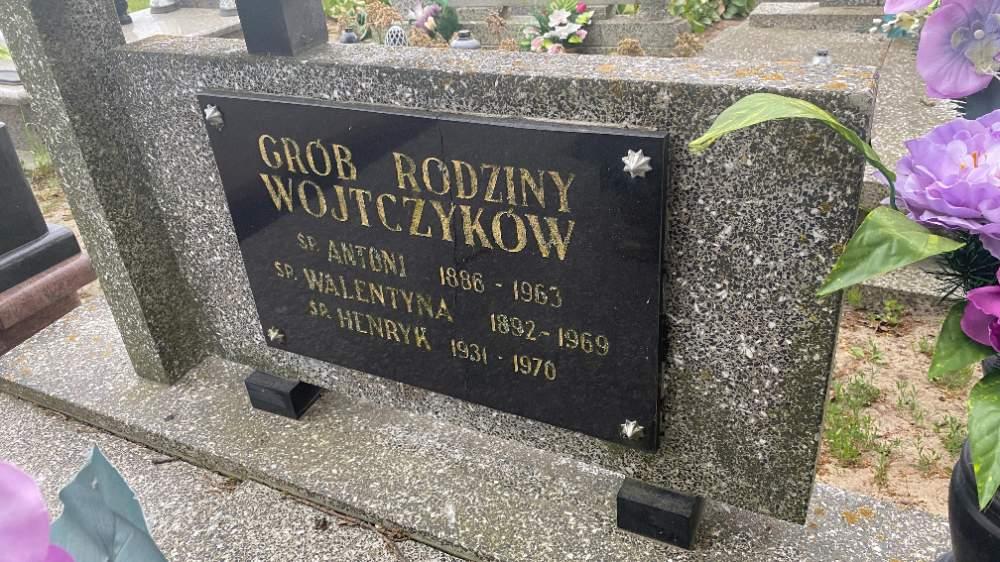 GRÓB RODZINY
WOJTCZYKÓW
ŚP. ANTONI 1886 - 1963
ŚP. WALENTYNA 1892 - 1969
ŚP. HENRYK 1931 - 1970